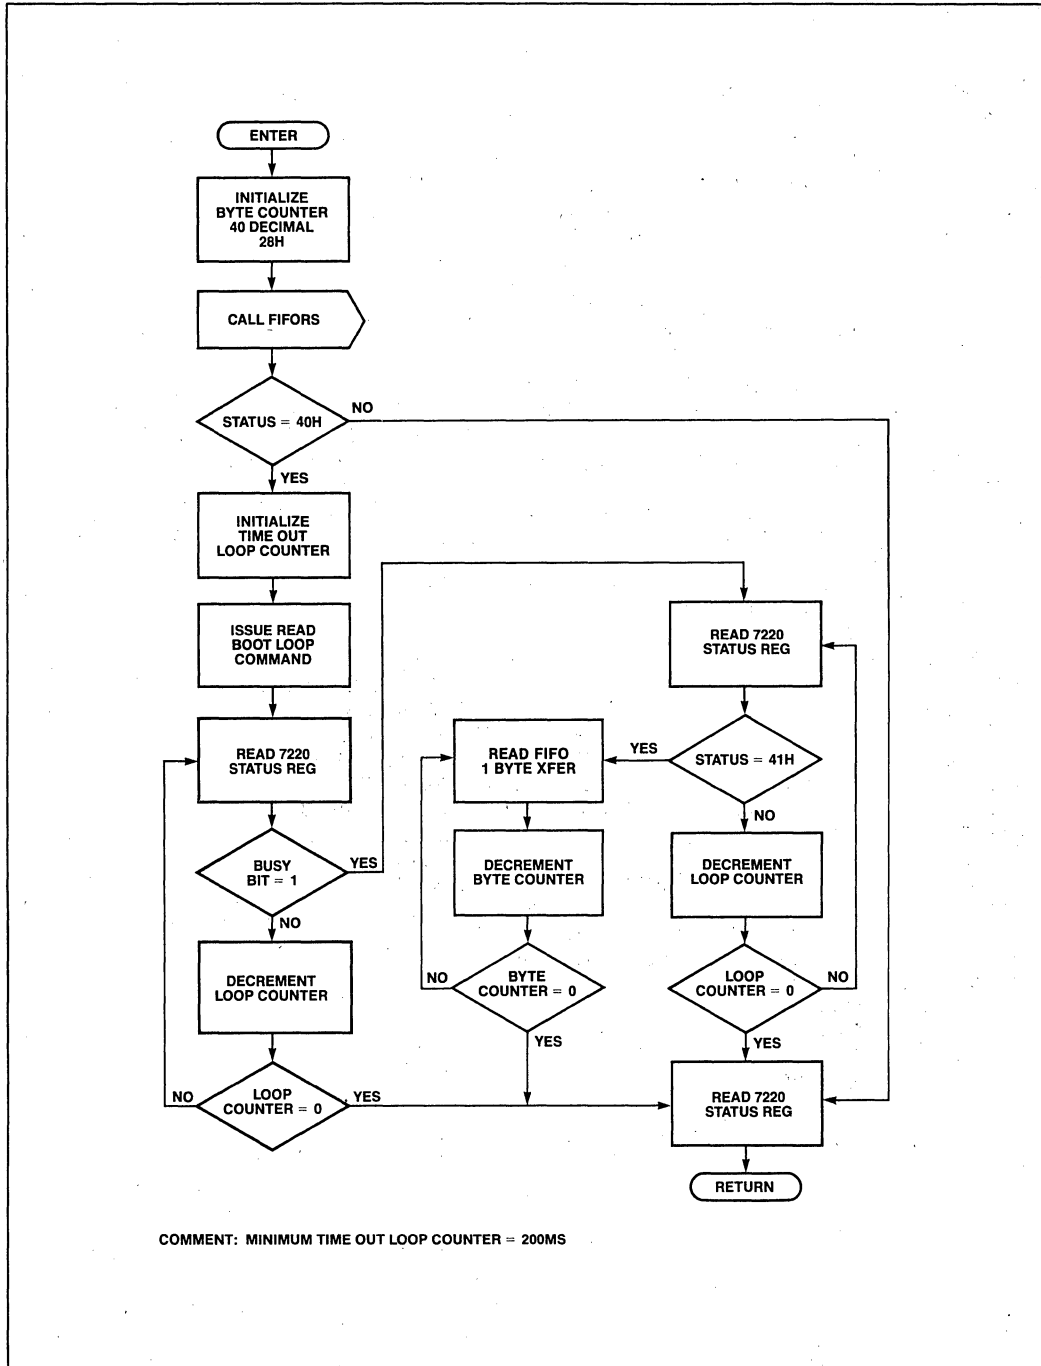 ENTER
INITIALIZE
BYTE COUNTER
40 DECIMAL
28H
CALL FIFORS
STATUS = 40H
NO
YES
INITIALIZE
TIME OUT
LOOP COUNTER
ISSUE READ
BOOT LOOP
COMMAND
READ 7220
STATUS REG
BUSY
BIT = 1
YES
NO
DECREMENT
LOOP COUNTER
LOOP
COUNTER = 0
NO
YES
READ FIFO
1 BYTE XFER
DECREMENT
BYTE COUNTER
BYTE
COUNTER = 0
NO
YES
READ 7220
STATUS REG
STATUS = 41H
YES
NO
DECREMENT
LOOP COUNTER
LOOP
COUNTER = 0
NO
YES
READ 7220
STATUS REG
RETURN
COMMENT: MINIMUM TIME OUT LOOP COUNTER = 200MS